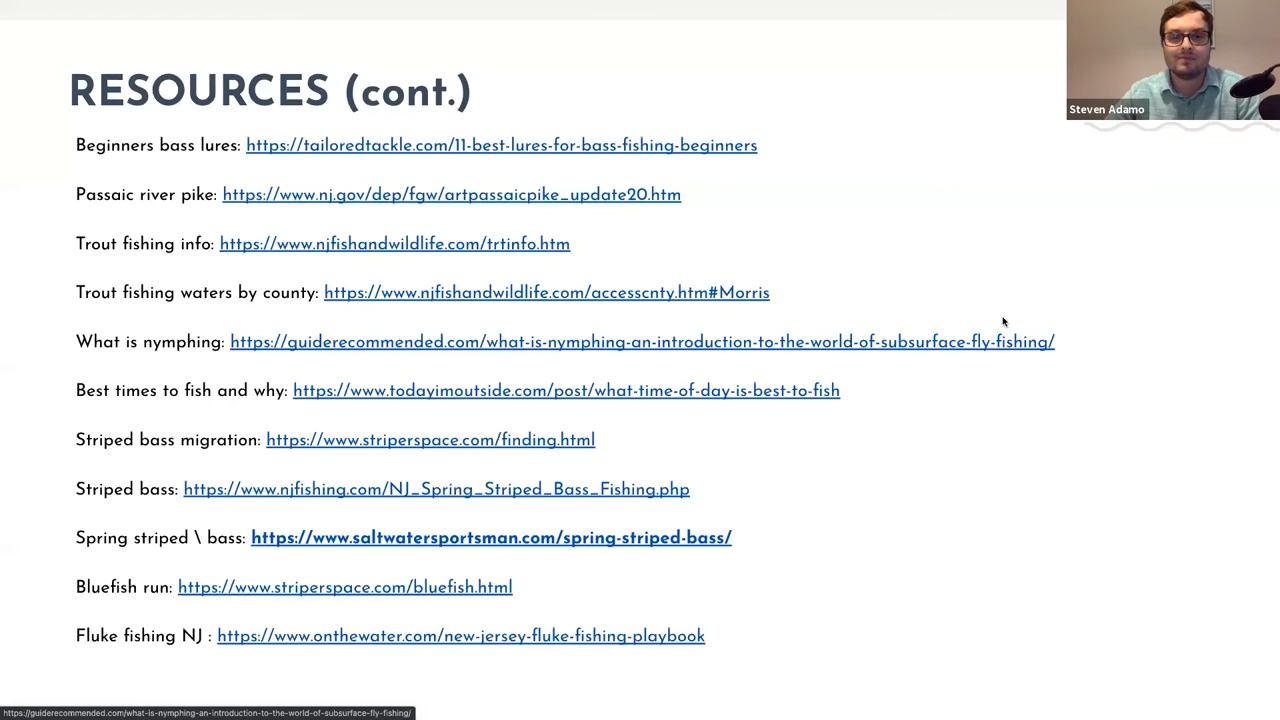 Steven Adamo
RESOURCES (cont.)
Beginners bass lures: https://tailoredtackle.com/11-best-lures-for-bass-fishing-beginners
Passaic river pike: https://www.nj.gov/dep/fgw/artpassaicpike_update20.htm
Trout fishing info: https://www.njfishandwildlife.com/trtinfo.htm
Trout fishing waters by county: https://www.njfishandwildlife.com/accesscnty.htm#Morris
What is nymphing: https://guiderecommended.com/what-is-nymphing-an-introduction-to-the-world-of-subsurface-fly-fishing/
Best times to fish and why: https://www.todayimoutside.com/post/what-time-of-day-is-best-to-fish
Striped bass migration: https://www.striperspace.com/finding.html
Striped bass: https://www.njfishing.com/NJ_Spring_Striped_Bass_Fishing.php
Spring striped \ bass: https://www.saltwatersportsman.com/spring-striped-bass/
Bluefish run: https://www.striperspace.com/bluefish.html
Fluke fishing NJ : https://www.onthewater.com/new-jersey-fluke-fishing-playbook
https://guiderecommended.com/what-is-nymphing-an-introduction-to-the-world-of-subsurface-fly-fishing/